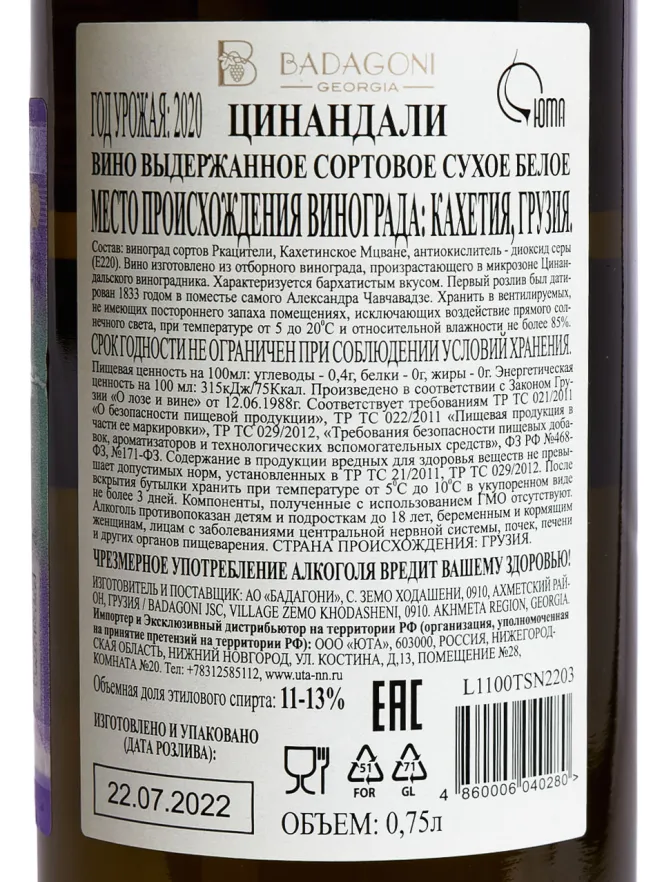 BADAGONI
GEORGIA
ЮТА
ГОД УРОЖАЯ: 2020 ЦИНАНДАЛИ
ВИНО ВЫДЕРЖАННОЕ СОРТОВОЕ СУХОЕ БЕЛОЕ
МЕСТО ПРОИСХОЖДЕНИЯ ВИНОГРАДА: КАХЕТИЯ, ГРУЗИЯ.
Состав: виноград сортов Ркацители, Кахетинское Мцване, антиокислитель - диоксид серы
(Е220). Вино изготовлено из отборного винограда, произрастающего в микрозоне Цинан-
дальского виноградника. Характеризуется бархатистым вкусом. Первый розлив был дати-
рован 1833 годом в поместье самого Александра Чавчавадзе. Хранить в вентилируемых,
не имеющих постороннего запаха помещениях, исключающих воздействие прямого сол-
нечного света, при температуре от 5 до 20⁰С и относительной влажности не более 85%.
СРОК ГОДНОСТИ НЕ ОГРАНИЧЕН ПРИ СОБЛЮДЕНИИ УСЛОВИЙ ХРАНЕНИЯ.
Пищевая ценность на 100мл: углеводы - 0,4г, белки - 0г, жиры - 0г. Энергетическая
ценность на 100 мл: 315кДж/75Ккал. Произведено в соответствии с Законом Гру-
зии «О лозе и вине» от 12.06.1988г. Соответствует требованиям ТР ТС 021/2011
«О безопасности пищевой продукции», ТР ТС 022/2011 «Пищевая продукция в
части ее маркировки», ТР ТС 029/2012, «Требования безопасности пищевых доба-
вок, ароматизаторов и технологических вспомогательных средств», ФЗ РФ №468-
ФЗ, №171-ФЗ. Содержание в продукции вредных для здоровья веществ не превы-
шает допустимых норм, установленных в ТР ТС 21/2011, ТР ТС 029/2012. После
вскрытия бутылки хранить при температуре от 5⁰С до 10⁰С в укупоренном виде
не более 3 дней. Компоненты, полученные с использованием ГМО отсутствуют.
Алкоголь противопоказан детям и подросткам до 18 лет, беременным и кормящим
женщинам, лицам с заболеваниями центральной нервной системы, почек, печени
и других органов пищеварения. СТРАНА ПРОИСХОЖДЕНИЯ: ГРУЗИЯ.
ЧРЕЗМЕРНОЕ УПОТРЕБЛЕНИЕ АЛКОГОЛЯ ВРЕДИТ ВАШЕМУ ЗДОРОВЬЮ!
ИЗГОТОВИТЕЛЬ И ПОСТАВЩИК: АО «БАДАГОНИ», С. ЗЕМО ХОДАШЕНИ, 0910, АХМЕТСКИЙ РАЙ-
ОН, ГРУЗИЯ / BADAGONI JSC, VILLAGE ZEMO KHODASHENI, 0910. AKHMETA REGION, GEORGIA.
Импортер и Эксклюзивный дистрибьютор на территории РФ (организация, уполномоченная
на принятие претензий на территории РФ): ООО «ЮТА», 603000, РОССИЯ, НИЖЕГОРОД-
СКАЯ ОБЛАСТЬ, НИЖНИЙ НОВГОРОД, УЛ. КОСТИНА, Д,13, ПОМЕЩЕНИЕ №28,
КОМНАТА №20. Тел: +78312585112, www.uta-nn.ru
L1100TSN2203
Объемная доля этилового спирта: 11-13%
EAC
ИЗГОТОВЛЕНО И УПАКОВАНО
(ДАТА РОЗЛИВА):
22.07.2022
51
FOR
71
GL
4 860006 040280 >
ОБЪЕМ: 0,75л